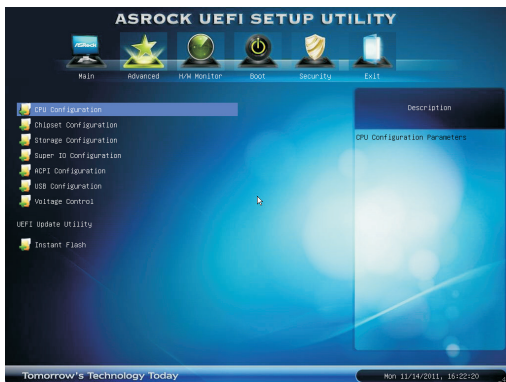 ASROCK UEFI SETUP UTILITY
ASRock
Main Advanced H/W Monitor Boot Security Exit
CPU Configuration
Chipset Configuration
Storage Configuration
Super IO Configuration
ACPI Configuration
USB Configuration
Voltage Control
UEFI Update Utility
Instant Flash
Description
CPU Configuration Parameters
Tomorrow's Technology Today
Mon 11/14/2011, 16:22:20